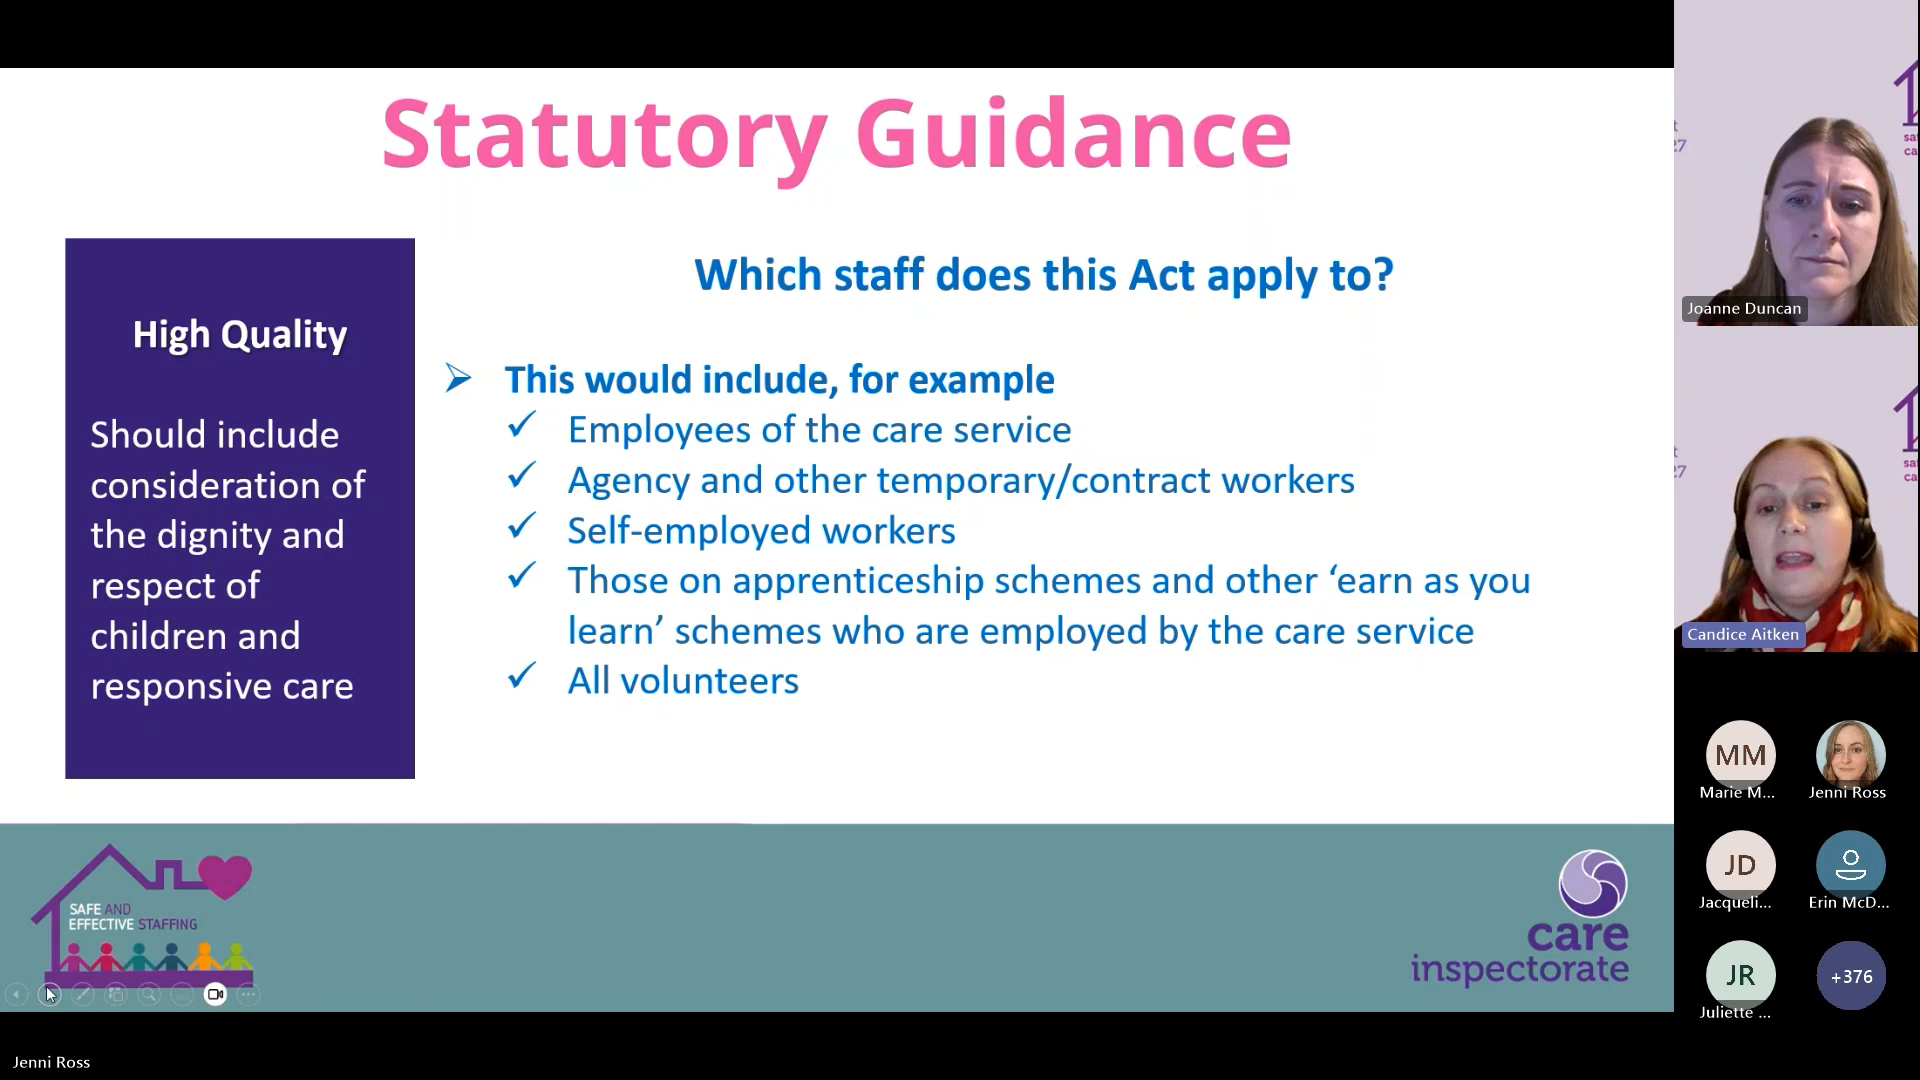 Statutory Guidance
High Quality
Should include
consideration of
the dignity and
respect of
children and
responsive care
Which staff does this Act apply to?
This would include, for example
Employees of the care service
Agency and other temporary/contract workers
Self-employed workers
Those on apprenticeship schemes and other ‘earn as you
learn’ schemes who are employed by the care service
All volunteers
SAFE AND
EFFECTIVE STAFFING
care
inspectorate
Joanne Duncan
Candice Aitken
MM
Marie M...
Jenni Ross
JD
Jacqueli...
Erin McD...
JR
Juliette ...
+376
Jenni Ross